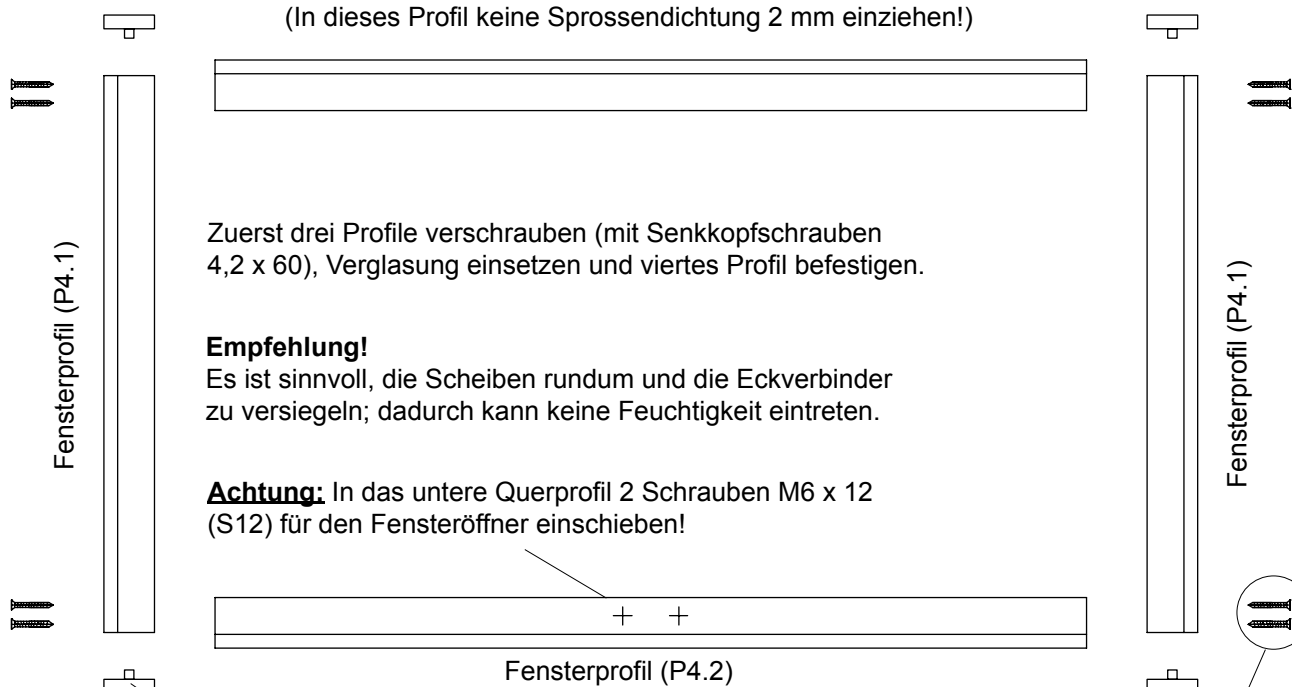 (In dieses Profil keine Sprossendichtung 2 mm einziehen!)
Fensterprofil (P4.1)
Zuerst drei Profile verschrauben (mit Senkkopfschrauben
4,2 x 60), Verglasung einsetzen und viertes Profil befestigen.
Empfehlung!
Es ist sinnvoll, die Scheiben rundum und die Eckverbinder
zu versiegeln; dadurch kann keine Feuchtigkeit eintreten.
Achtung: In das untere Querprofil 2 Schrauben M6 x 12
(S12) für den Fensteröffner einschieben!
Fensterprofil (P4.1)
Fensterprofil (P4.2)